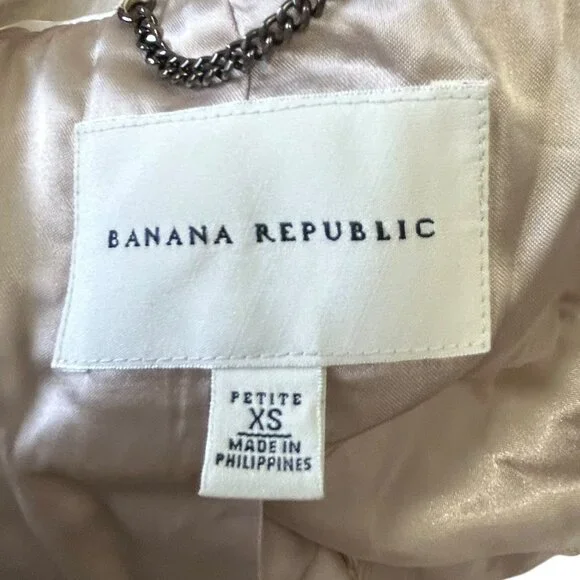 BANANA REPUBLIC
PETITE
XS
MADE IN
PHILIPPINES